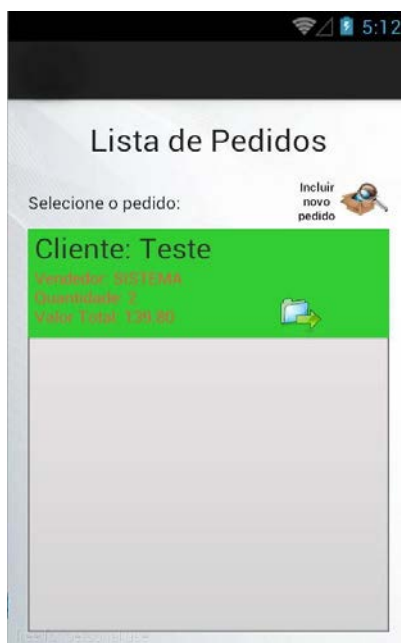 5:12
Lista de Pedidos
Selecione o pedido:
Incluir
novo
pedido
Cliente: Teste
Vendedor: SISTEMA
Quantidade: 2
Valor Total: 139.80